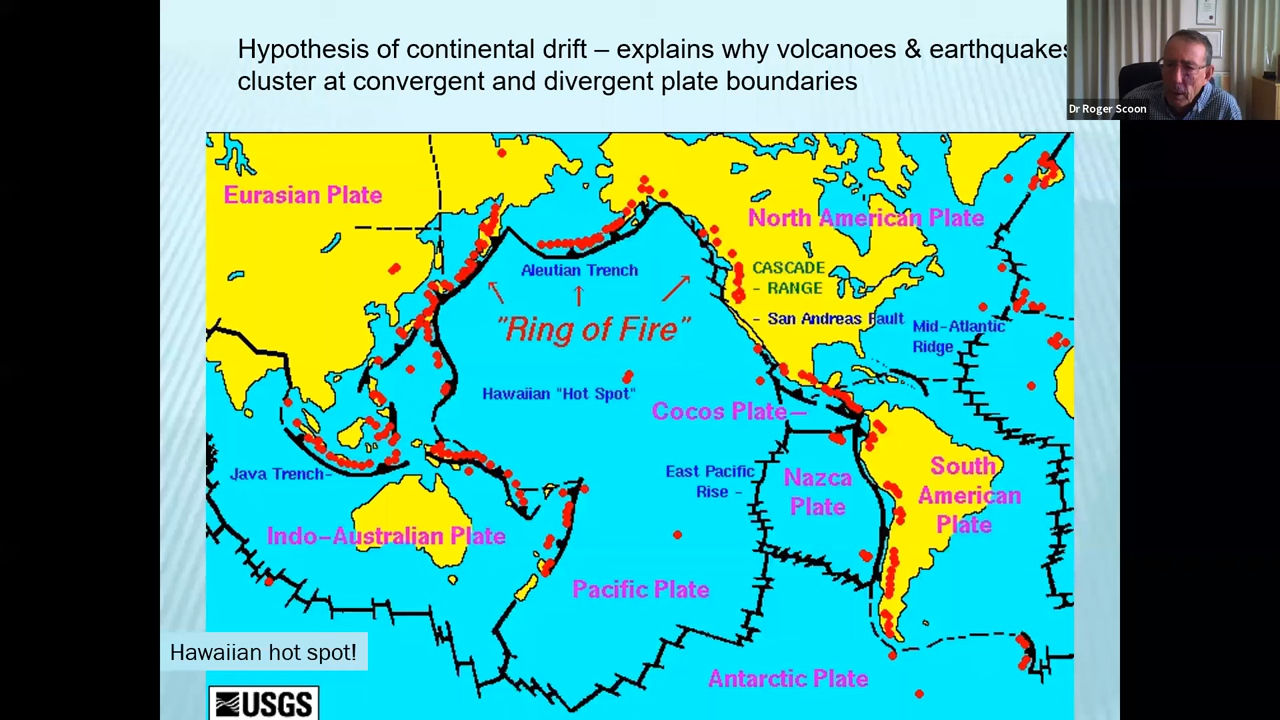 Hypothesis of continental drift – explains why volcanoes & earthquakes
cluster at convergent and divergent plate boundaries
Dr Roger Scoon
Eurasian Plate
North American Plate
Aleutian Trench
CASCADE
- RANGE
"Ring of Fire"
- San Andreas Fault
Mid-Atlantic
Ridge
Hawaiian "Hot Spot"
Cocos Plate—
Java Trench-
East Pacific
Rise -
Nazca
Plate
South
American
Plate
Indo-Australian Plate
Pacific Plate
Hawaiian hot spot!
Antarctic Plate
USGS